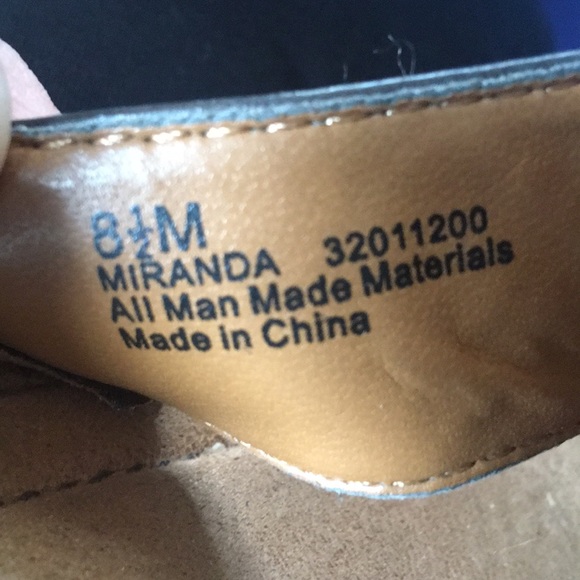 8½M
MIRANDA 32011200
All Man Made Materials
Made in China